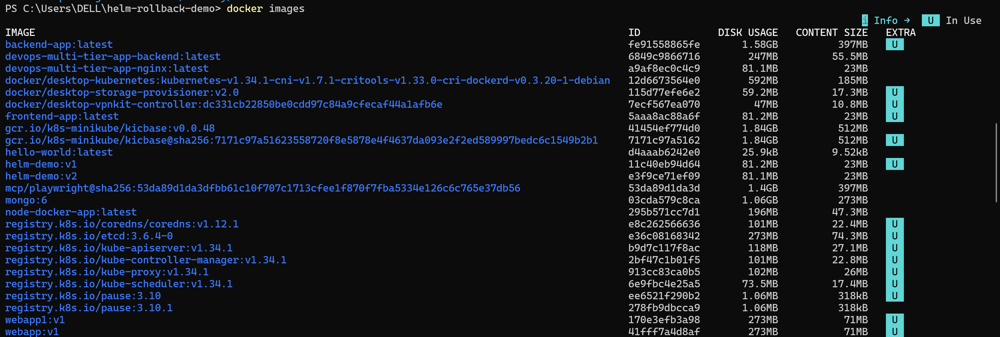 PS C:\Users\DELL\helm-rollback-demo> docker images
i Info → U In Use
IMAGE ID DISK USAGE CONTENT SIZE EXTRA
backend-app:latest fe91558865fe 1.58GB 397MB U
devops-multi-tier-app-backend:latest 6849c9866716 247MB 55.5MB
devops-multi-tier-app-nginx:latest a9af8ec0c4c9 81.1MB 23MB
docker/desktop-kubernetes:kubernetes-v1.34.1-cni-v1.7.1-critools-v1.33.0-cri-dockerd-v0.3.20-1-debian 12d6673564e0 592MB 185MB
docker/desktop-storage-provisioner:v2.0 115d77efe6e2 59.2MB 17.3MB U
docker/desktop-vpnkit-controller:dc331cb22850be0cdd97c84a9cfecaf44a1afb6e 7ecf567ea070 47MB 10.8MB U
frontend-app:latest 5aaa8ac88a6f 81.2MB 23MB U
gcr.io/k8s-minikube/kicbase:v0.0.48 41454ef774d0 1.84GB 512MB
gcr.io/k8s-minikube/kicbase@sha256:7171c97a51623558720f8e5878e4f4637da093e2f2ed589997bedc6c1549b2b1 7171c97a5162 1.84GB 512MB U
hello-world:latest d4aaab6242e0 25.9kB 9.52kB
helm-demo:v1 11c40eb94d64 81.2MB 23MB U
helm-demo:v2 e3f9ce71ef09 81.1MB 23MB
mcp/playwright@sha256:53da89d1da3dfbb61c10f707c1713cfee1f870f7fba5334e126c6c765e37db56 53da89d1da3d 1.4GB 397MB
mongo:6 03cda579c8ca 1.06GB 273MB
node-docker-app:latest 295b571cc7d1 196MB 47.3MB
registry.k8s.io/coredns/coredns:v1.12.1 e8c262566636 101MB 22.4MB U
registry.k8s.io/etcd:3.6.4-0 e36c08168342 273MB 74.3MB U
registry.k8s.io/kube-apiserver:v1.34.1 b9d7c117f8ac 118MB 27.1MB U
registry.k8s.io/kube-controller-manager:v1.34.1 2bf47c1b01f5 101MB 22.8MB U
registry.k8s.io/kube-proxy:v1.34.1 913cc83ca0b5 102MB 26MB U
registry.k8s.io/kube-scheduler:v1.34.1 6e9fbc4e25a5 73.5MB 17.4MB U
registry.k8s.io/pause:3.10 ee6521f290b2 1.06MB 318kB U
registry.k8s.io/pause:3.10.1 278fb9dbcca9 1.06MB 318kB
webapp1:v1 170e3efb3a98 273MB 71MB U
webapp:v1 41fff7a4d8af 273MB 71MB U